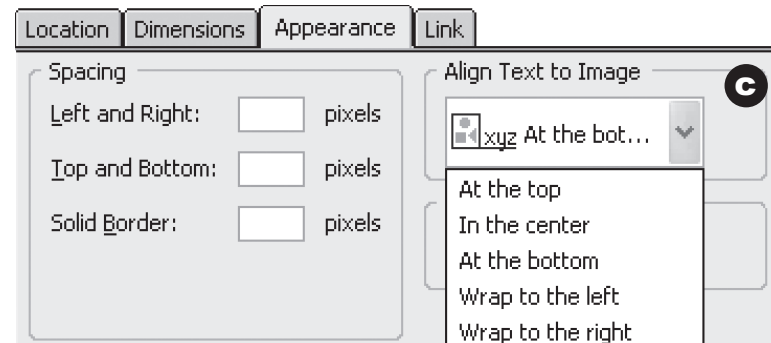 Location Dimensions Appearance Link
Spacing
Left and Right: pixels
Top and Bottom: pixels
Solid Border: pixels
Align Text to Image
C
xyz At the bot...
At the top
In the center
At the bottom
Wrap to the left
Wrap to the right